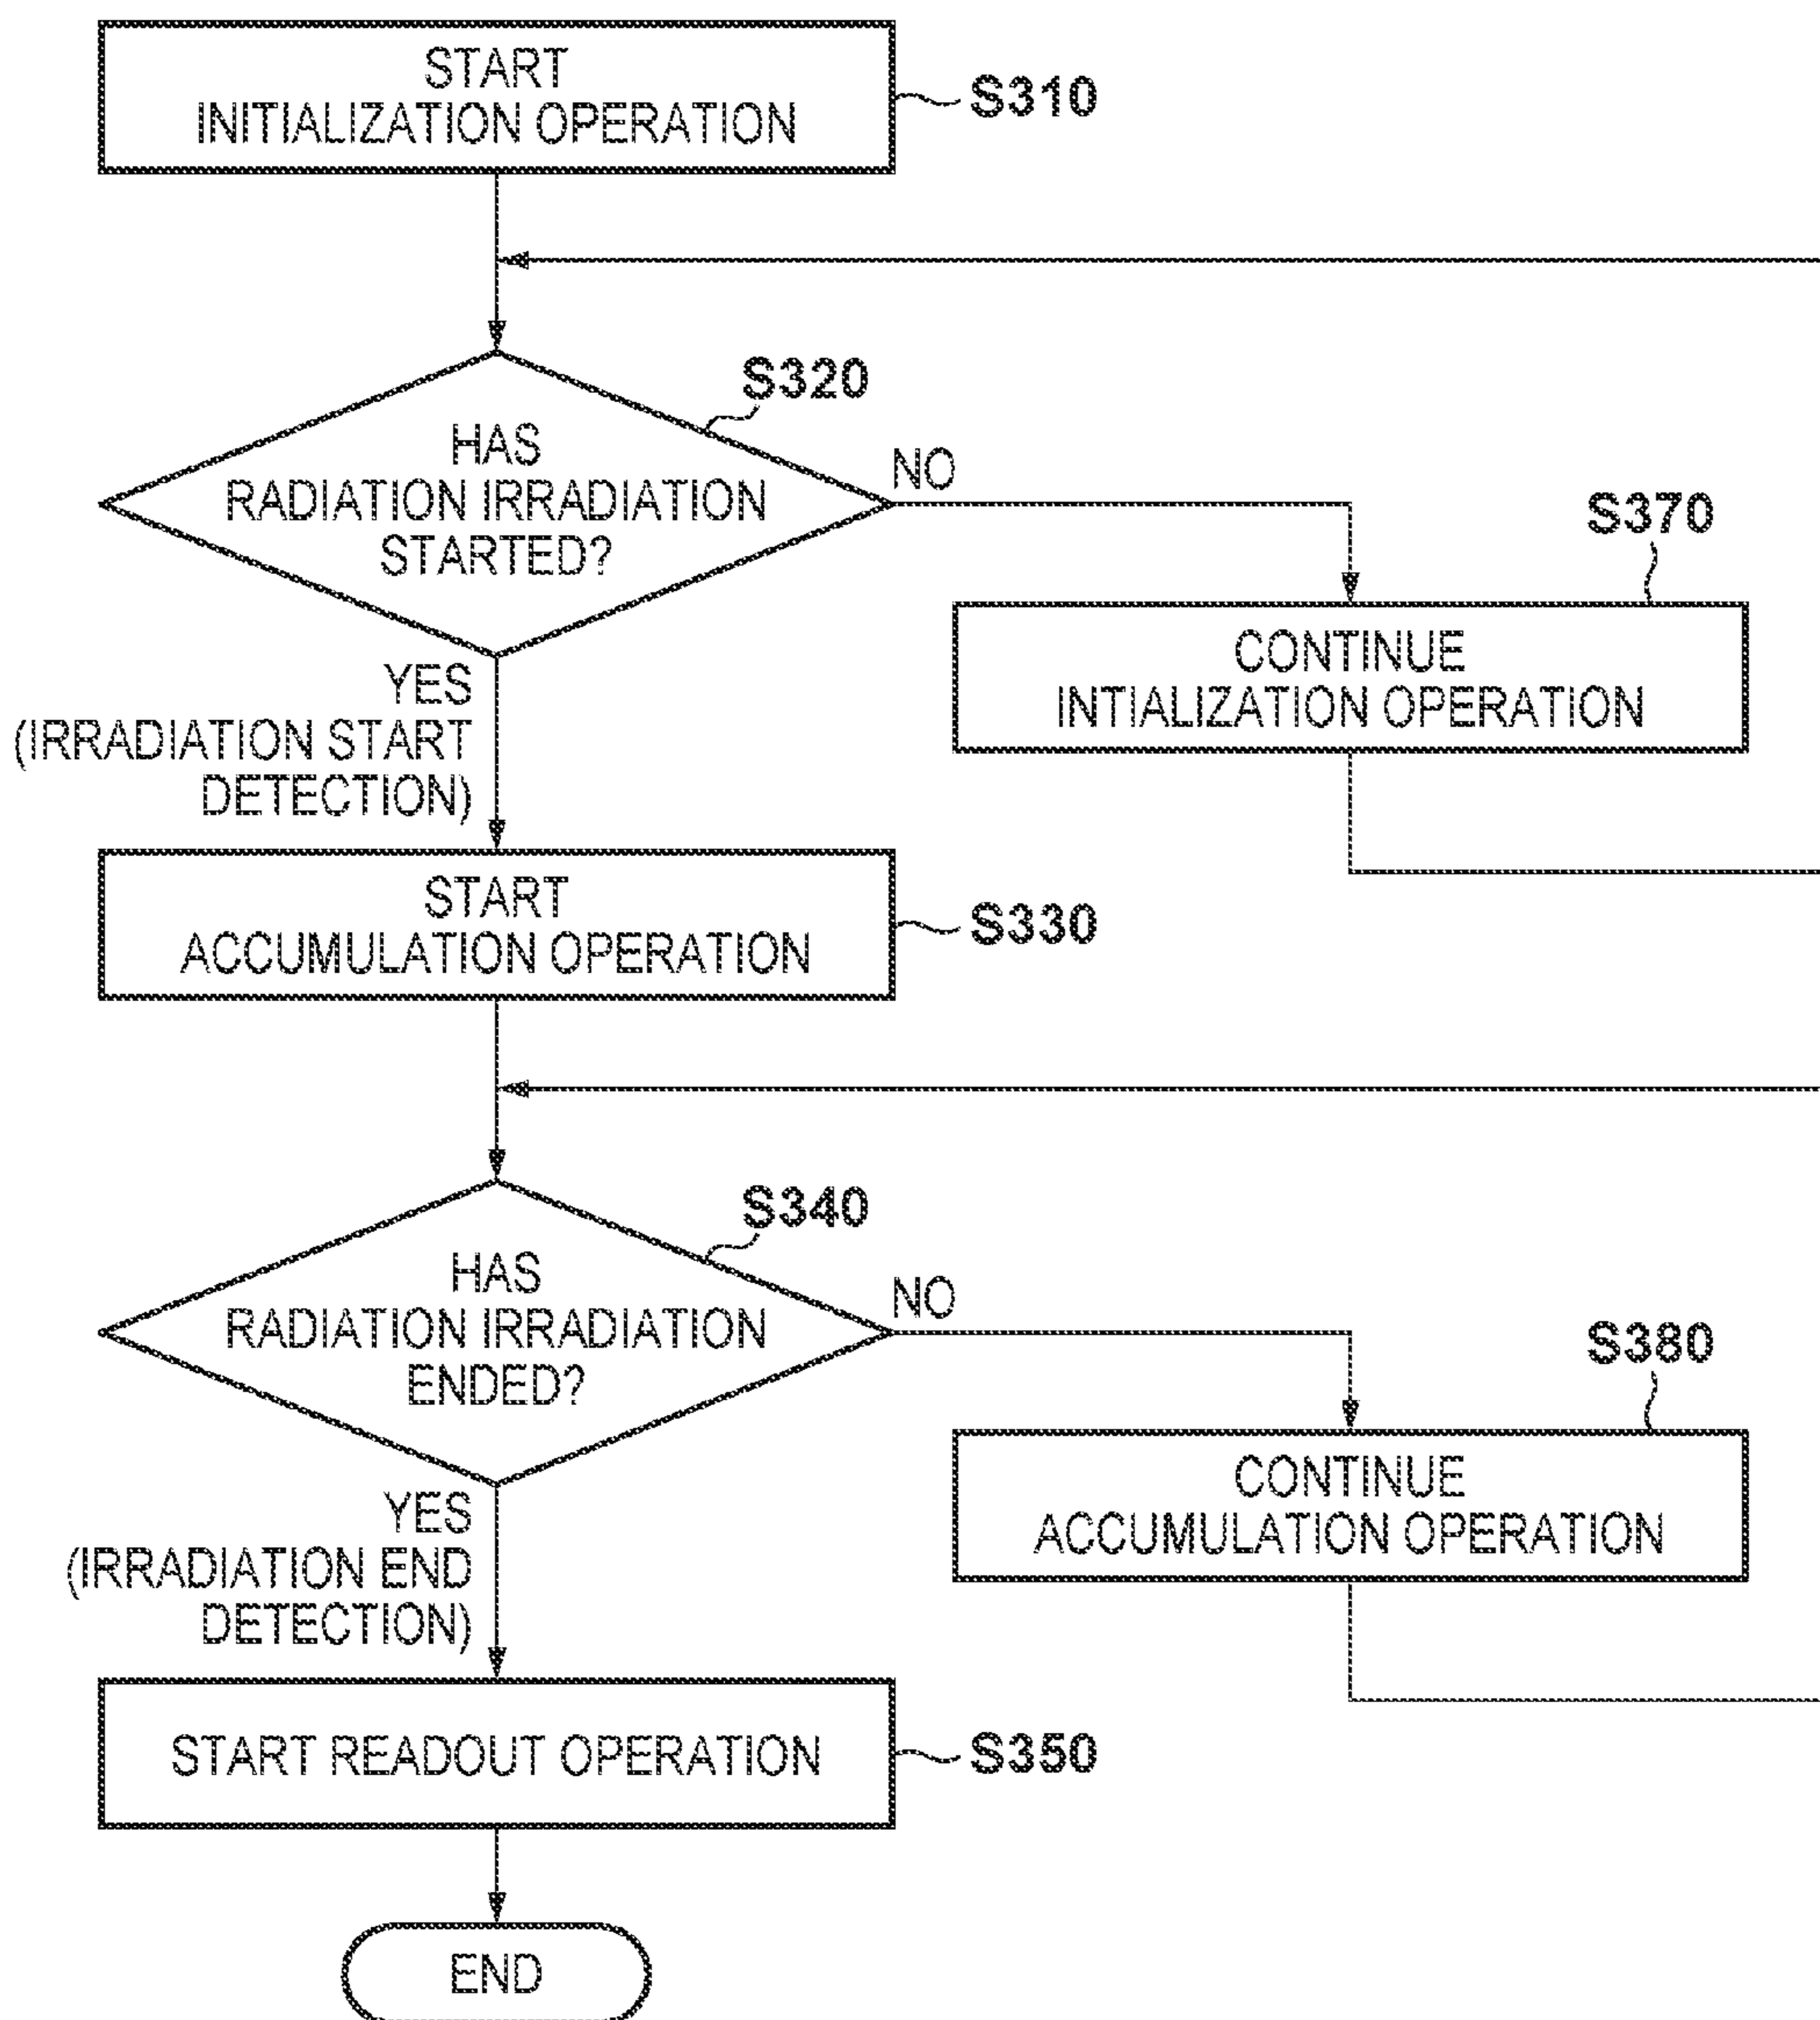 START
INITIALIZATION OPERATION
S310
S320
HAS
RADIATION IRRADIATION
STARTED?
NO
S370
CONTINUE
INTIALIZATION OPERATION
YES
(IRRADIATION START
DETECTION)
START
ACCUMULATION OPERATION
S330
S340
HAS
RADIATION IRRADIATION
ENDED?
NO
S380
CONTINUE
ACCUMULATION OPERATION
YES
(IRRADIATION END
DETECTION)
START READOUT OPERATION
S350
END